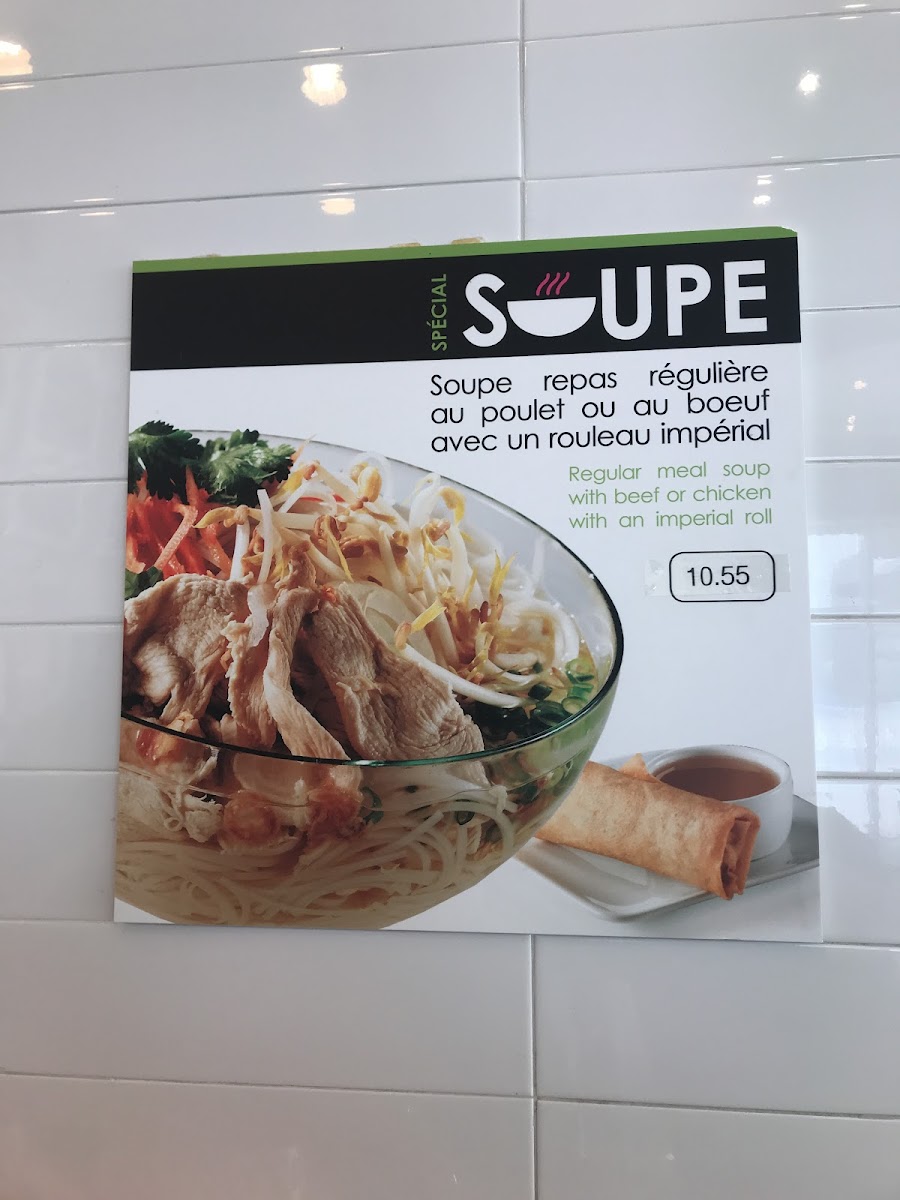 SPÉCIAL
SOUPE
Soupe repas régulière
au poulet ou au boeuf
avec un rouleau impérial
Regular meal soup
with beef or chicken
with an imperial roll
10.55